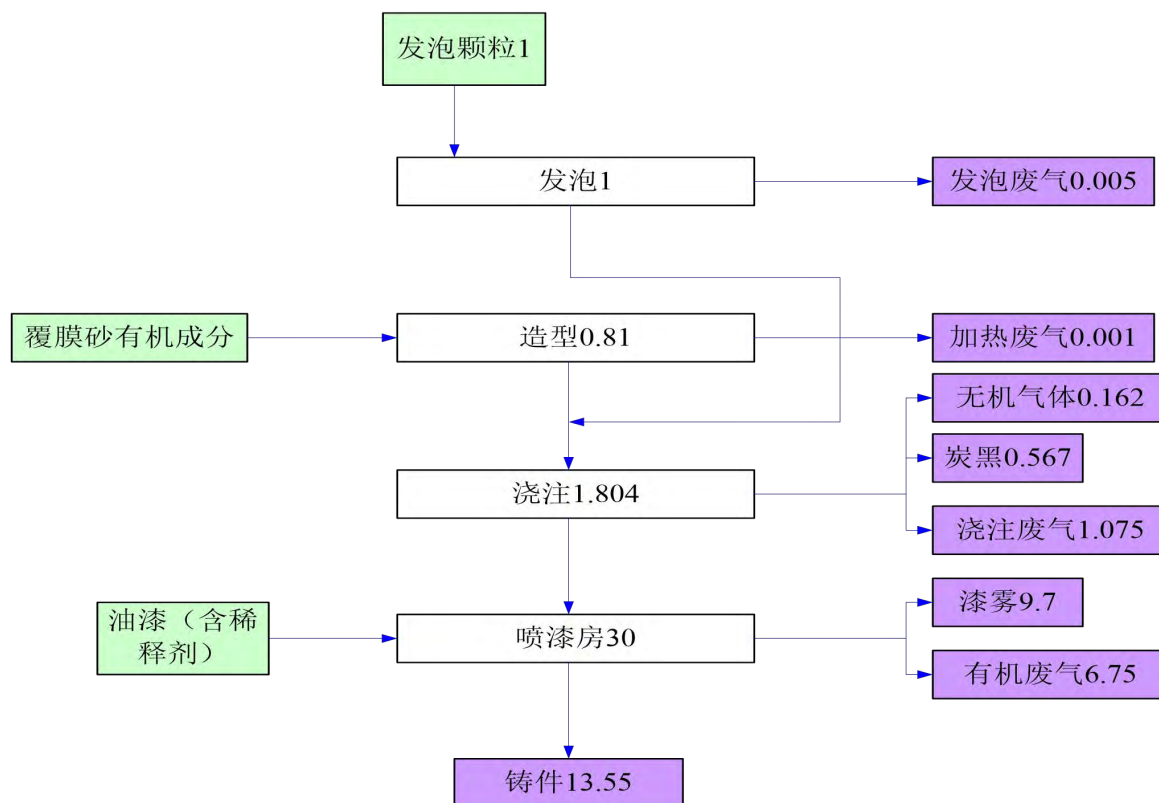 发泡颗粒1
发泡1
发泡废气0.005
覆膜砂有机成分
造型0.81
加热废气0.001
无机气体0.162
炭黑0.567
浇注1.804
浇注废气1.075
油漆（含稀
释剂）
喷漆房30
漆雾9.7
有机废气6.75
铸件13.55